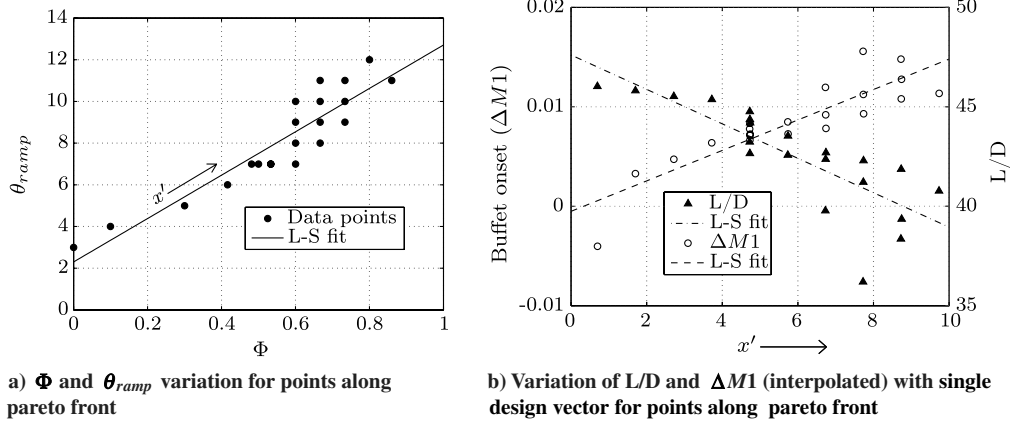 14
12
10
8
6
4
2
0
θramp
x′
Data points
L-S fit
0 0.2 0.4 0.6 0.8 1
Φ
0.02
0.01
0
-0.01
Buffet onset (ΔM1)
50
45
40
35
L/D
L/D
L-S fit
ΔM1
L-S fit
0 2 4 6 8 10
x′
a) Φ and θramp variation for points along
pareto front
b) Variation of L/D and ΔM1 (interpolated) with single
design vector for points along pareto front